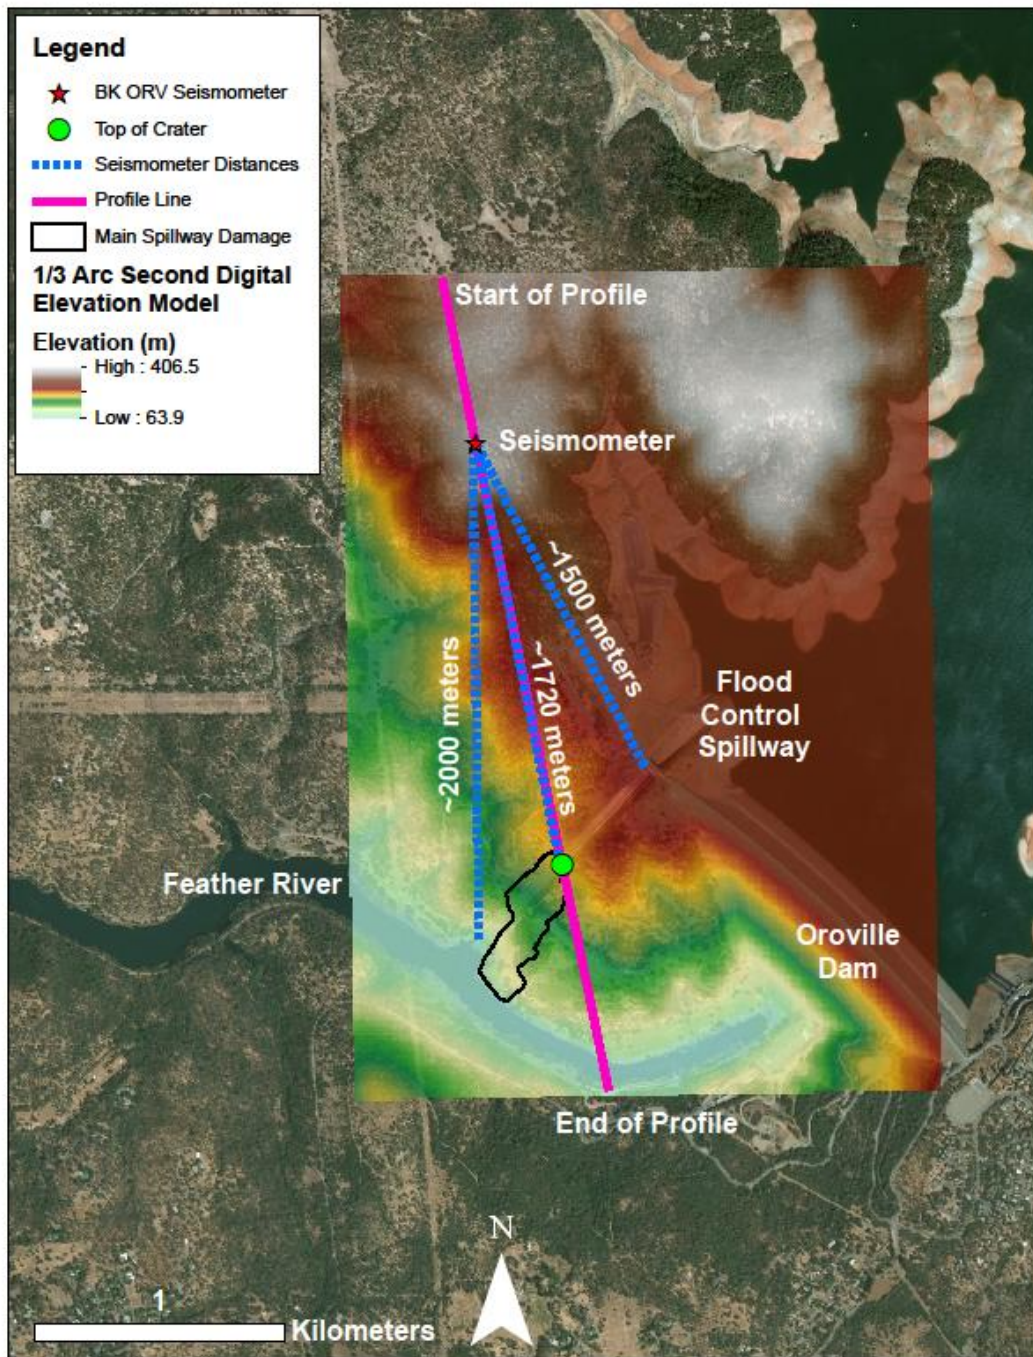 Legend
BK ORV Seismometer
Top of Crater
Seismometer Distances
Profile Line
Main Spillway Damage
1/3 Arc Second Digital
Elevation Model
Elevation (m)
High : 406.5
Low : 63.9
Start of Profile
Seismometer
~1500 meters
~1720 meters
~2000 meters
Flood
Control
Spillway
Feather River
Oroville
Dam
End of Profile
N
1
Kilometers